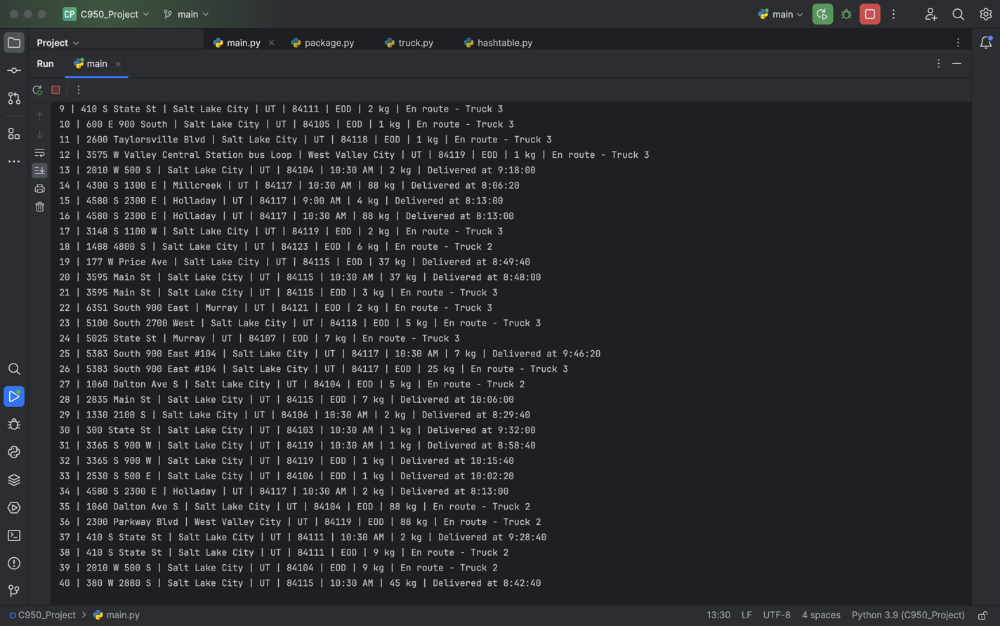 CP C950_Project main main
Project main.py package.py truck.py hashtable.py
Run main
9 | 410 S State St | Salt Lake City | UT | 84111 | EOD | 2 kg | En route - Truck 3
10 | 600 E 900 South | Salt Lake City | UT | 84105 | EOD | 1 kg | En route - Truck 3
11 | 2600 Taylorsville Blvd | Salt Lake City | UT | 84118 | EOD | 1 kg | En route - Truck 3
12 | 3575 W Valley Central Station bus Loop | West Valley City | UT | 84119 | EOD | 1 kg | En route - Truck 3
13 | 2010 W 500 S | Salt Lake City | UT | 84104 | 10:30 AM | 2 kg | Delivered at 9:18:00
14 | 4300 S 1300 E | Millcreek | UT | 84117 | 10:30 AM | 88 kg | Delivered at 8:06:20
15 | 4580 S 2300 E | Holladay | UT | 84117 | 9:00 AM | 4 kg | Delivered at 8:13:00
16 | 4580 S 2300 E | Holladay | UT | 84117 | 10:30 AM | 88 kg | Delivered at 8:13:00
17 | 3148 S 1100 W | Salt Lake City | UT | 84119 | EOD | 2 kg | En route - Truck 3
18 | 1488 4800 S | Salt Lake City | UT | 84123 | EOD | 6 kg | En route - Truck 2
19 | 177 W Price Ave | Salt Lake City | UT | 84115 | EOD | 37 kg | Delivered at 8:49:40
20 | 3595 Main St | Salt Lake City | UT | 84115 | 10:30 AM | 37 kg | Delivered at 8:48:00
21 | 3595 Main St | Salt Lake City | UT | 84115 | EOD | 3 kg | En route - Truck 3
22 | 6351 South 900 East | Murray | UT | 84121 | EOD | 2 kg | En route - Truck 3
23 | 5100 South 2700 West | Salt Lake City | UT | 84118 | EOD | 5 kg | En route - Truck 3
24 | 5025 State St | Murray | UT | 84107 | EOD | 7 kg | En route - Truck 3
25 | 5383 South 900 East #104 | Salt Lake City | UT | 84117 | 10:30 AM | 7 kg | Delivered at 9:46:20
26 | 5383 South 900 East #104 | Salt Lake City | UT | 84117 | EOD | 25 kg | En route - Truck 3
27 | 1060 Dalton Ave S | Salt Lake City | UT | 84104 | EOD | 5 kg | En route - Truck 2
28 | 2835 Main St | Salt Lake City | UT | 84115 | EOD | 7 kg | Delivered at 10:06:00
29 | 1330 2100 S | Salt Lake City | UT | 84106 | 10:30 AM | 2 kg | Delivered at 8:29:40
30 | 300 State St | Salt Lake City | UT | 84103 | 10:30 AM | 1 kg | Delivered at 9:32:00
31 | 3365 S 900 W | Salt Lake City | UT | 84119 | 10:30 AM | 1 kg | Delivered at 8:58:40
32 | 3365 S 900 W | Salt Lake City | UT | 84119 | EOD | 1 kg | Delivered at 10:15:40
33 | 2530 S 500 E | Salt Lake City | UT | 84106 | EOD | 1 kg | Delivered at 10:02:20
34 | 4580 S 2300 E | Holladay | UT | 84117 | 10:30 AM | 2 kg | Delivered at 8:13:00
35 | 1060 Dalton Ave S | Salt Lake City | UT | 84104 | EOD | 88 kg | En route - Truck 2
36 | 2300 Parkway Blvd | West Valley City | UT | 84119 | EOD | 88 kg | En route - Truck 2
37 | 410 S State St | Salt Lake City | UT | 84111 | 10:30 AM | 2 kg | Delivered at 9:28:40
38 | 410 S State St | Salt Lake City | UT | 84111 | EOD | 9 kg | En route - Truck 2
39 | 2010 W 500 S | Salt Lake City | UT | 84104 | EOD | 9 kg | En route - Truck 2
40 | 380 W 2880 S | Salt Lake City | UT | 84115 | 10:30 AM | 45 kg | Delivered at 8:42:40
C950_Project > main.py 13:30 LF UTF-8 4 spaces Python 3.9 (C950_Project)